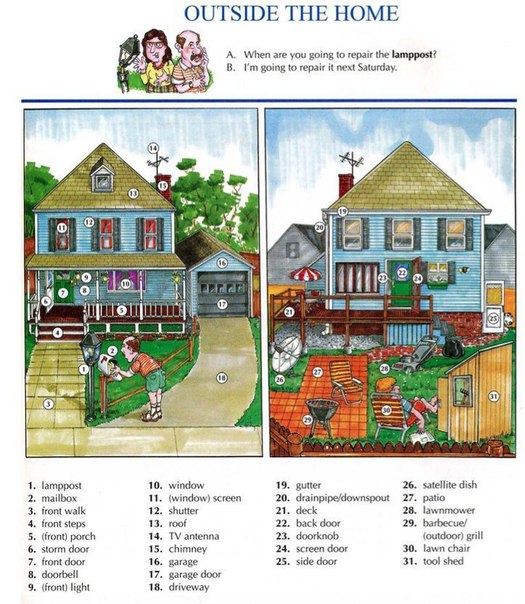 OUTSIDE THE HOME
A. When are you going to repair the lamppost?
B. I'm going to repair it next Saturday.
14
13
15
11
12
16
9
10
6
7
8
17
5
4
1
2
3
18
19
20
22
23
24
21
25
26
27
28
29
30
31
1. lamppost
2. mailbox
3. front walk
4. front steps
5. (front) porch
6. storm door
7. front door
8. doorbell
9. (front) light
10. window
11. (window) screen
12. shutter
13. roof
14. TV antenna
15. chimney
16. garage
17. garage door
18. driveway
19. gutter
20. drainpipe/downspout
21. deck
22. back door
23. doorknob
24. screen door
25. side door
26. satellite dish
27. patio
28. lawnmower
29. barbecue/
(outdoor) grill
30. lawn chair
31. tool shed